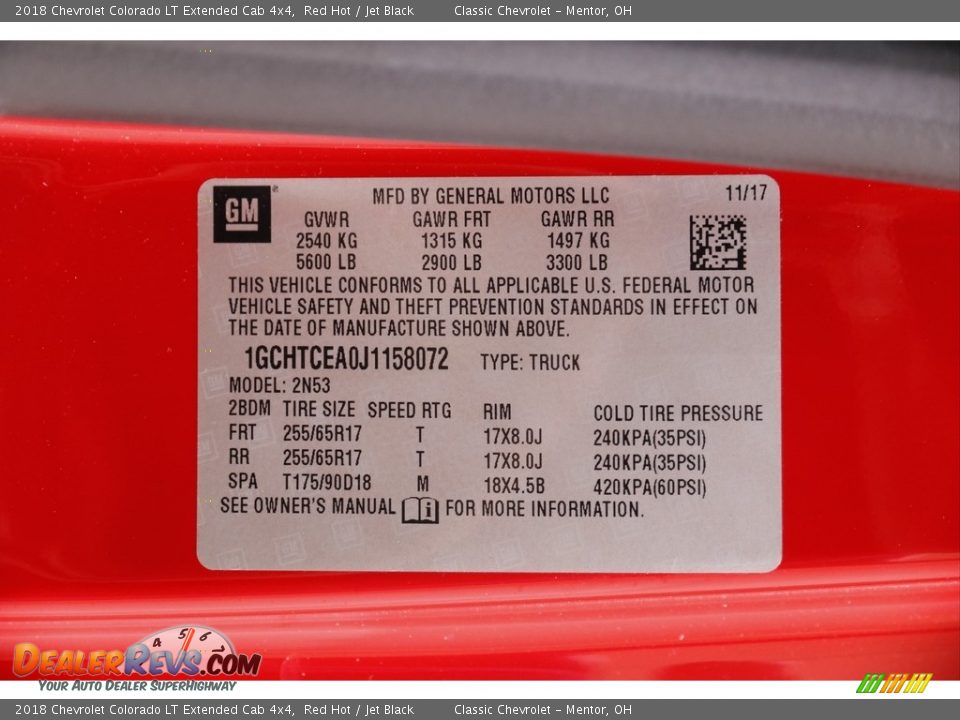 2018 Chevrolet Colorado LT Extended Cab 4x4, Red Hot / Jet Black Classic Chevrolet – Mentor, OH
GM MFD BY GENERAL MOTORS LLC 11/17
GVWR GAWR FRT GAWR RR
2540 KG 1315 KG 1497 KG
5600 LB 2900 LB 3300 LB
THIS VEHICLE CONFORMS TO ALL APPLICABLE U.S. FEDERAL MOTOR
VEHICLE SAFETY AND THEFT PREVENTION STANDARDS IN EFFECT ON
THE DATE OF MANUFACTURE SHOWN ABOVE.
1GCHTCEA0J1158072 TYPE: TRUCK
MODEL: 2N53
2BDM TIRE SIZE SPEED RTG RIM COLD TIRE PRESSURE
FRT 255/65R17 T 17X8.0J 240KPA(35PSI)
RR 255/65R17 T 17X8.0J 240KPA(35PSI)
SPA T175/90D18 M 18X4.5B 420KPA(60PSI)
SEE OWNER'S MANUAL i FOR MORE INFORMATION.
4 5 6 7
DEALERREVS.COM
YOUR AUTO DEALER SUPERHIGHWAY
2018 Chevrolet Colorado LT Extended Cab 4x4, Red Hot / Jet Black Classic Chevrolet – Mentor, OH